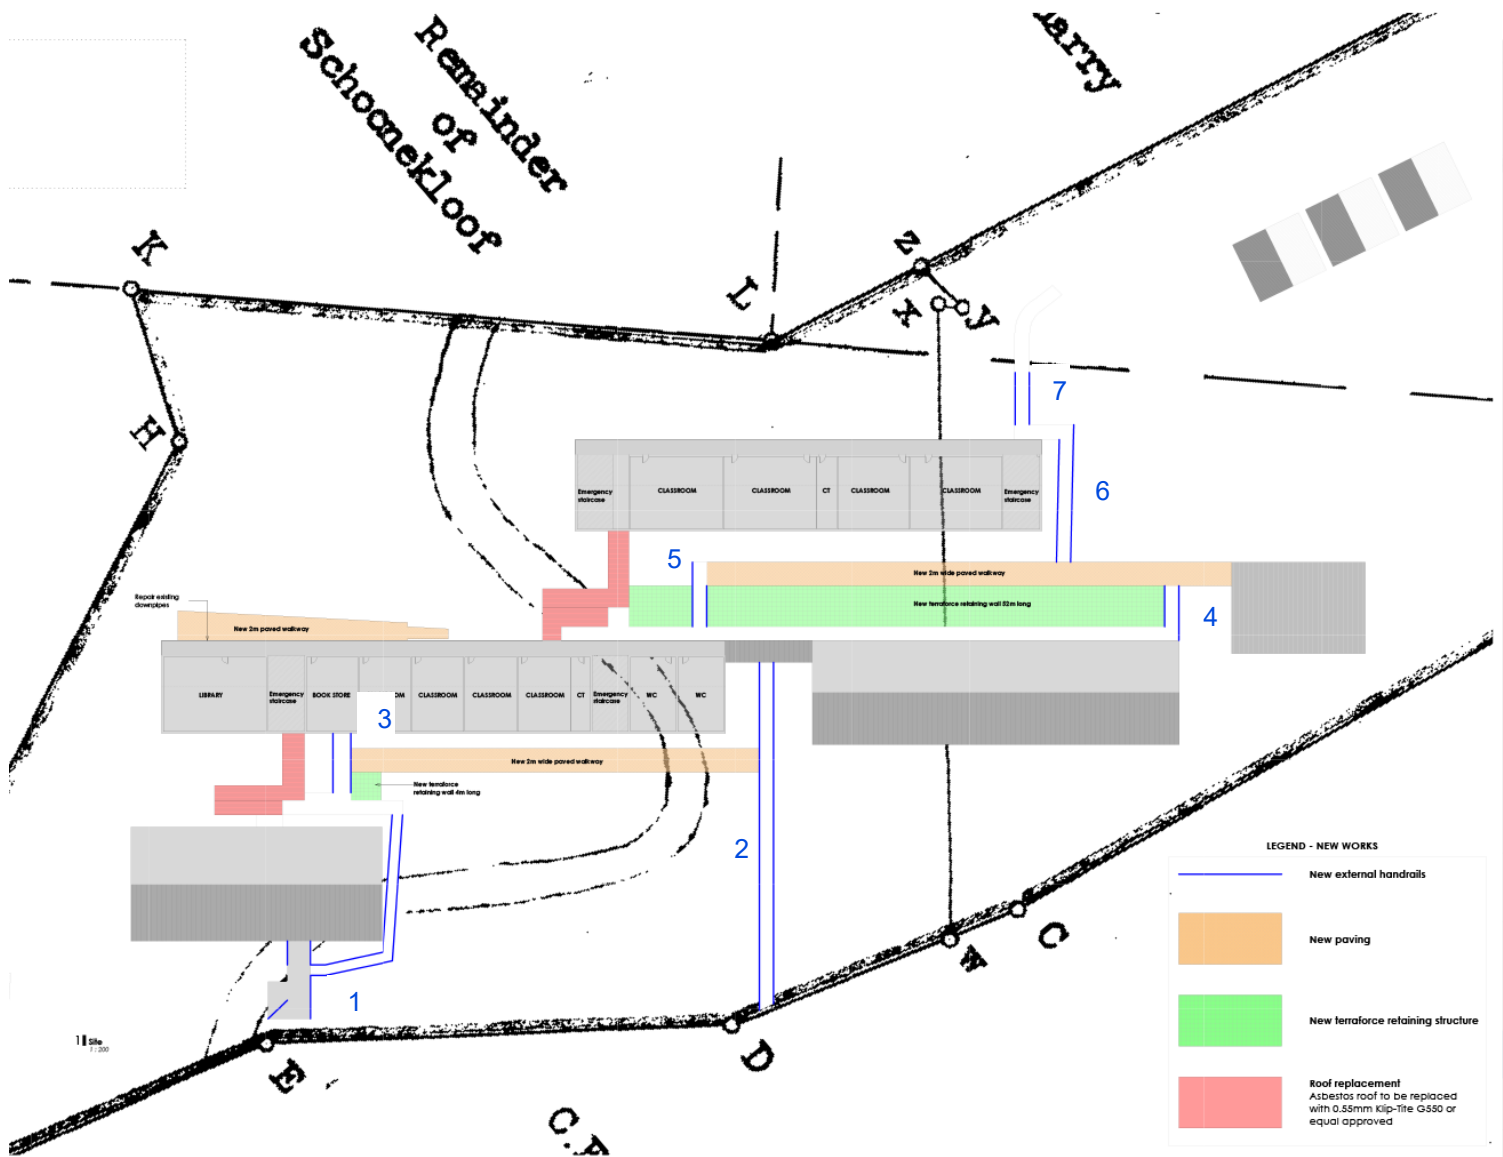 Remainder
of
Schoonekloof
arry
K
z
L
x
y
H
7
Emergency
staircase
CLASSROOM
CLASSROOM
CT
CLASSROOM
CLASSROOM
Emergency
staircase
6
5
New 2m wide paved walkway
New terraforce retaining wall 52m long
4
Repair existing
downpipes
New 2m paved walkway
LIBRARY
Emergency
staircase
BOOK STORE
OM
CLASSROOM
CLASSROOM
CLASSROOM
CT
Emergency
staircase
WC
WC
3
New 2m wide paved walkway
New terraforce
retaining wall 4m long
2
LEGEND - NEW WORKS
New external handrails
New paving
New terraforce retaining structure
Roof replacement
Asbestos roof to be replaced
with 0.55mm Klip-Tite G550 or
equal approved
C
w
1
1 Site
1 : 200
D
E